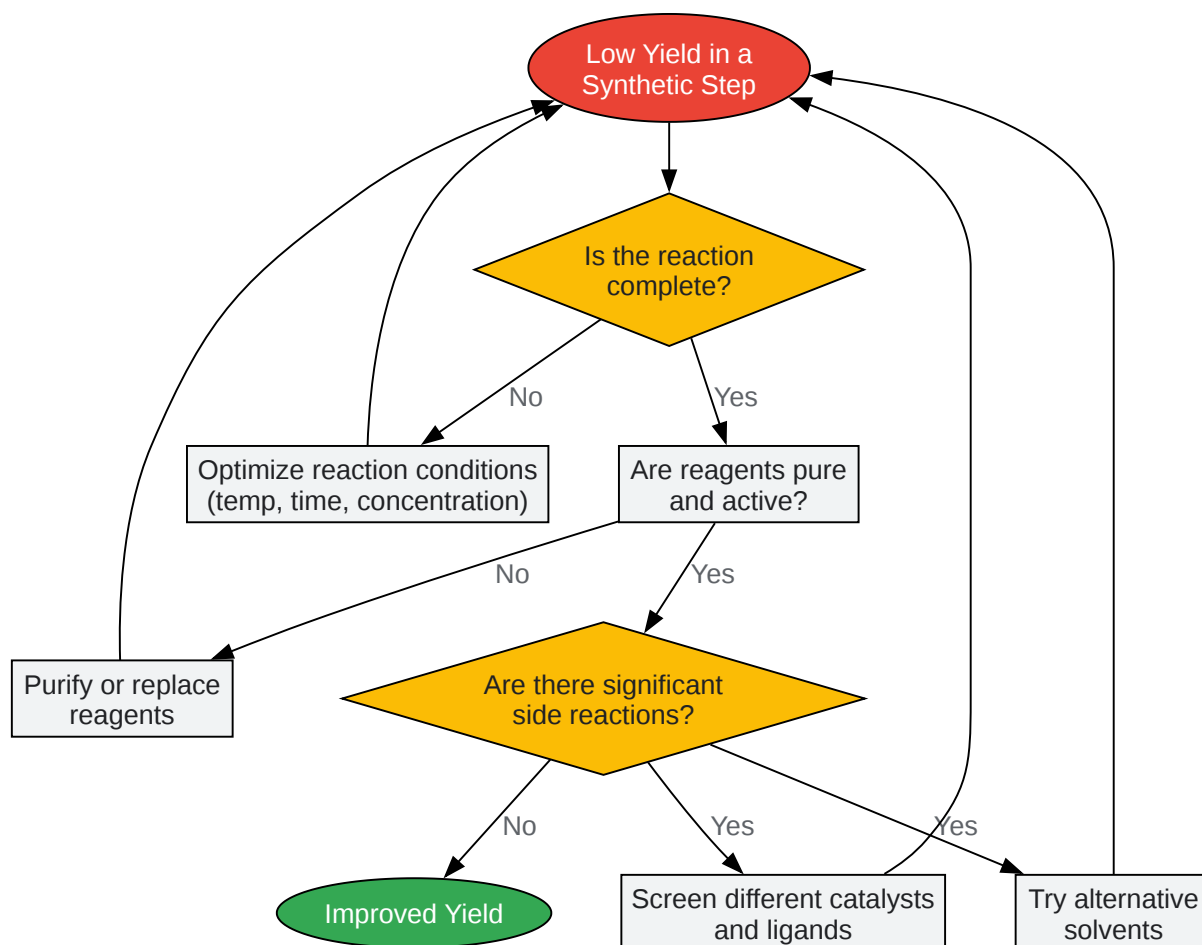 Low Yield in a
Synthetic Step
Is the reaction
complete?
No
Yes
Optimize reaction conditions
(temp, time, concentration)
Are reagents pure
and active?
No
Yes
Purify or replace
reagents
Are there significant
side reactions?
No
Yes
Yes
Improved Yield
Screen different catalysts
and ligands
Try alternative
solvents